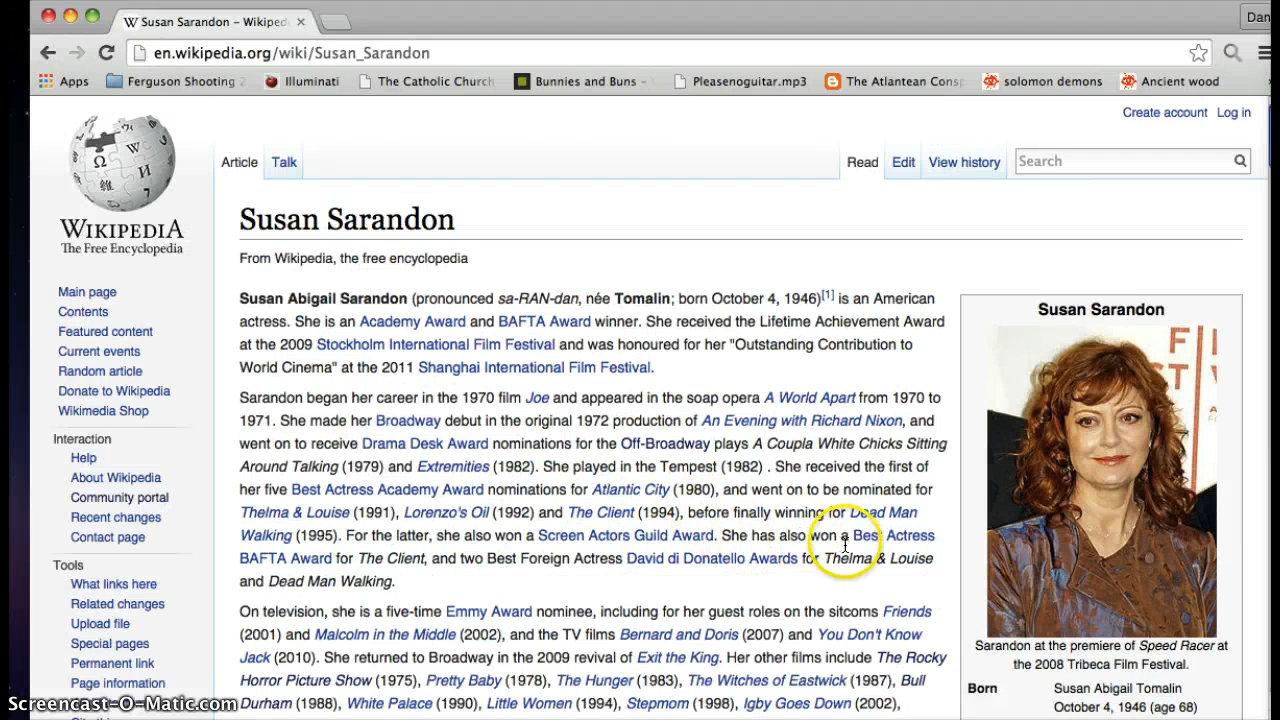 Susan Sarandon – Wikiped
Dan
en.wikipedia.org/wiki/Susan_Sarandon
Apps Ferguson Shooting 2 Illuminati The Catholic Church Bunnies and Buns - Pleasenoguitar.mp3 The Atlantean Consp solomon demons Ancient wood
Create account Log in
Article Talk Read Edit View history Search
WIKIPEDIA
The Free Encyclopedia
Main page
Contents
Featured content
Current events
Random article
Donate to Wikipedia
Wikimedia Shop
Interaction
Help
About Wikipedia
Community portal
Recent changes
Contact page
Tools
What links here
Related changes
Upload file
Special pages
Permanent link
Page information
Susan Sarandon
From Wikipedia, the free encyclopedia
Susan Abigail Sarandon (pronounced sa-RAN-dan, née Tomalin; born October 4, 1946)[1] is an American
actress. She is an Academy Award and BAFTA Award winner. She received the Lifetime Achievement Award
at the 2009 Stockholm International Film Festival and was honoured for her "Outstanding Contribution to
World Cinema" at the 2011 Shanghai International Film Festival.
Sarandon began her career in the 1970 film Joe and appeared in the soap opera A World Apart from 1970 to
1971. She made her Broadway debut in the original 1972 production of An Evening with Richard Nixon, and
went on to receive Drama Desk Award nominations for the Off-Broadway plays A Coupla White Chicks Sitting
Around Talking (1979) and Extremities (1982). She played in the Tempest (1982) . She received the first of
her five Best Actress Academy Award nominations for Atlantic City (1980), and went on to be nominated for
Thelma & Louise (1991), Lorenzo's Oil (1992) and The Client (1994), before finally winning for Dead Man
Walking (1995). For the latter, she also won a Screen Actors Guild Award. She has also won a Best Actress
BAFTA Award for The Client, and two Best Foreign Actress David di Donatello Awards for Thelma & Louise
and Dead Man Walking.
On television, she is a five-time Emmy Award nominee, including for her guest roles on the sitcoms Friends
(2001) and Malcolm in the Middle (2002), and the TV films Bernard and Doris (2007) and You Don't Know
Jack (2010). She returned to Broadway in the 2009 revival of Exit the King. Her other films include The Rocky
Horror Picture Show (1975), Pretty Baby (1978), The Hunger (1983), The Witches of Eastwick (1987), Bull
Durham (1988), White Palace (1990), Little Women (1994), Stepmom (1998), Igby Goes Down (2002),
Susan Sarandon
Sarandon at the premiere of Speed Racer at
the 2008 Tribeca Film Festival.
Born Susan Abigail Tomalin
October 4, 1946 (age 68)
Screencast-O-Matic.com